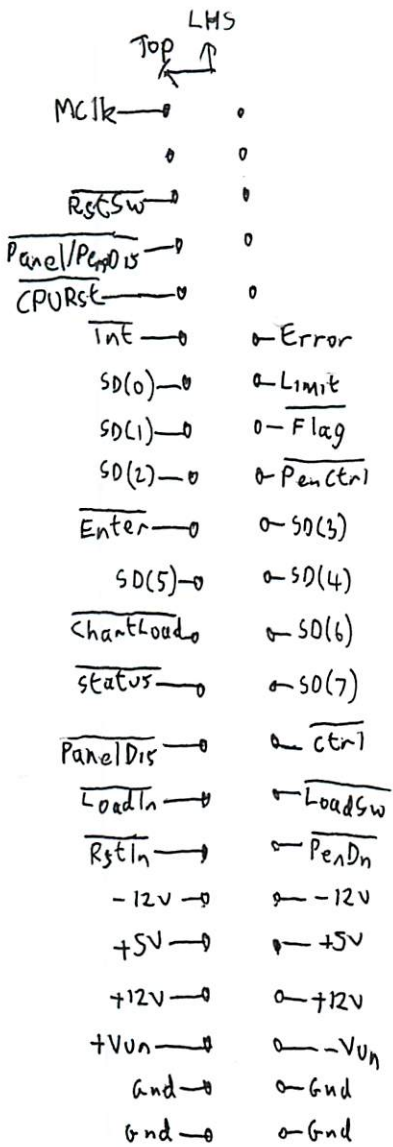 LHS
Top
MClk
RstSw
Panel/PenDis
CPURst
Int Error
SD(0) Limit
SD(1) Flag
SD(2) PenCtrl
Enter SD(3)
SD(5) SD(4)
ChartLoad SD(6)
Status SD(7)
PanelDis Ctrl
LoadIn LoadSw
RstIn PenDn
-12V -12V
+5V +5V
+12V +12V
+Vun -Vun
Gnd Gnd
Gnd Gnd